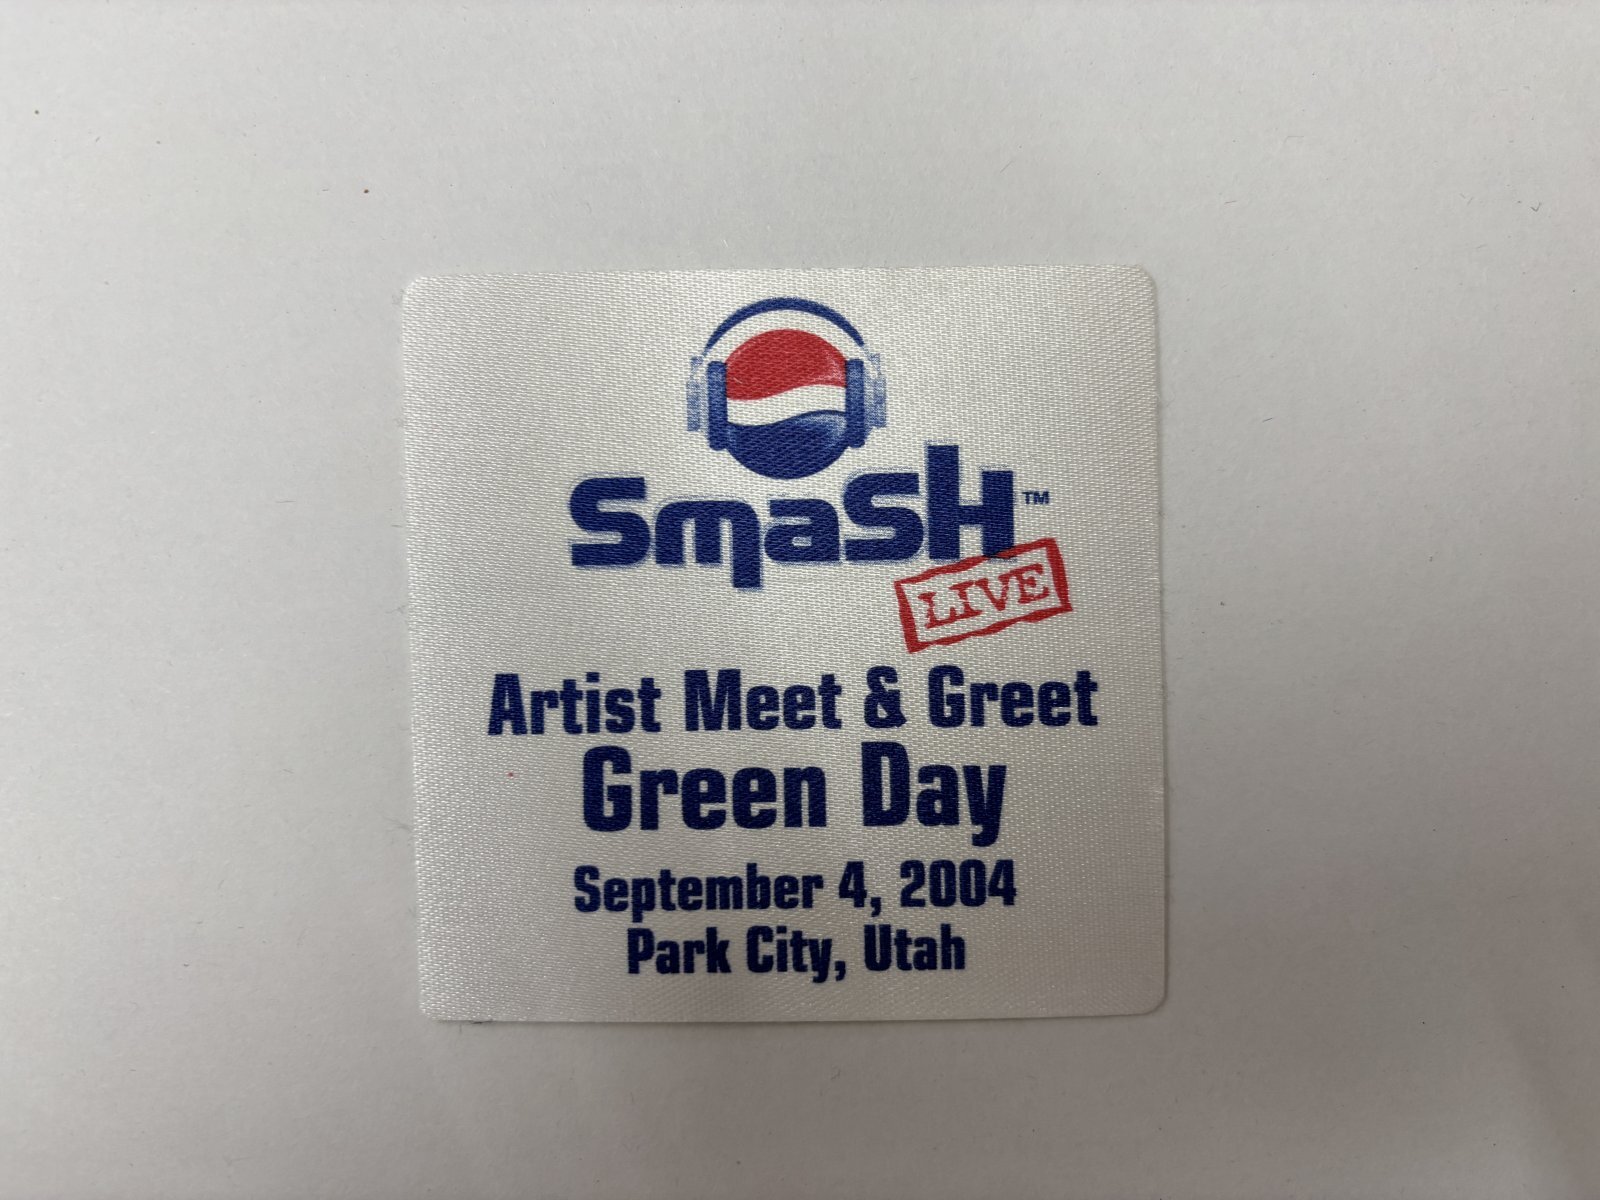 SmaSH™
LIVE
Artist Meet & Greet
Green Day
September 4, 2004
Park City, Utah